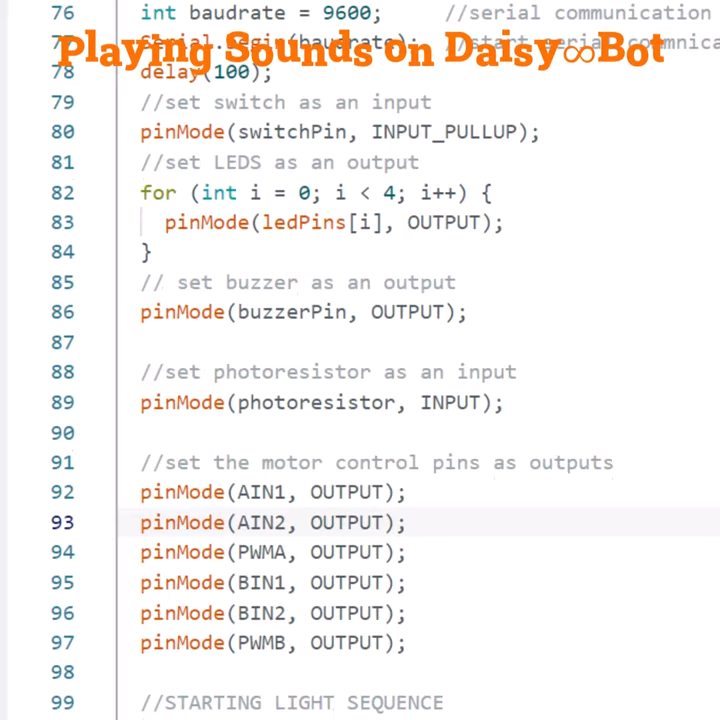 76 int baudrate = 9600; //serial communication
Playing Sounds on Daisy∞Bot
77 Serial.begin(baudrate); //start serial
78 delay(100);
79 //set switch as an input
80 pinMode(switchPin, INPUT_PULLUP);
81 //set LEDS as an output
82 for (int i = 0; i < 4; i++) {
83 pinMode(ledPins[i], OUTPUT);
84 }
85 // set buzzer as an output
86 pinMode(buzzerPin, OUTPUT);
87
88 //set photoresistor as an input
89 pinMode(photoresistor, INPUT);
90
91 //set the motor control pins as outputs
92 pinMode(AIN1, OUTPUT);
93 pinMode(AIN2, OUTPUT);
94 pinMode(PWMA, OUTPUT);
95 pinMode(BIN1, OUTPUT);
96 pinMode(BIN2, OUTPUT);
97 pinMode(PWMB, OUTPUT);
98
99 //STARTING LIGHT SEQUENCE